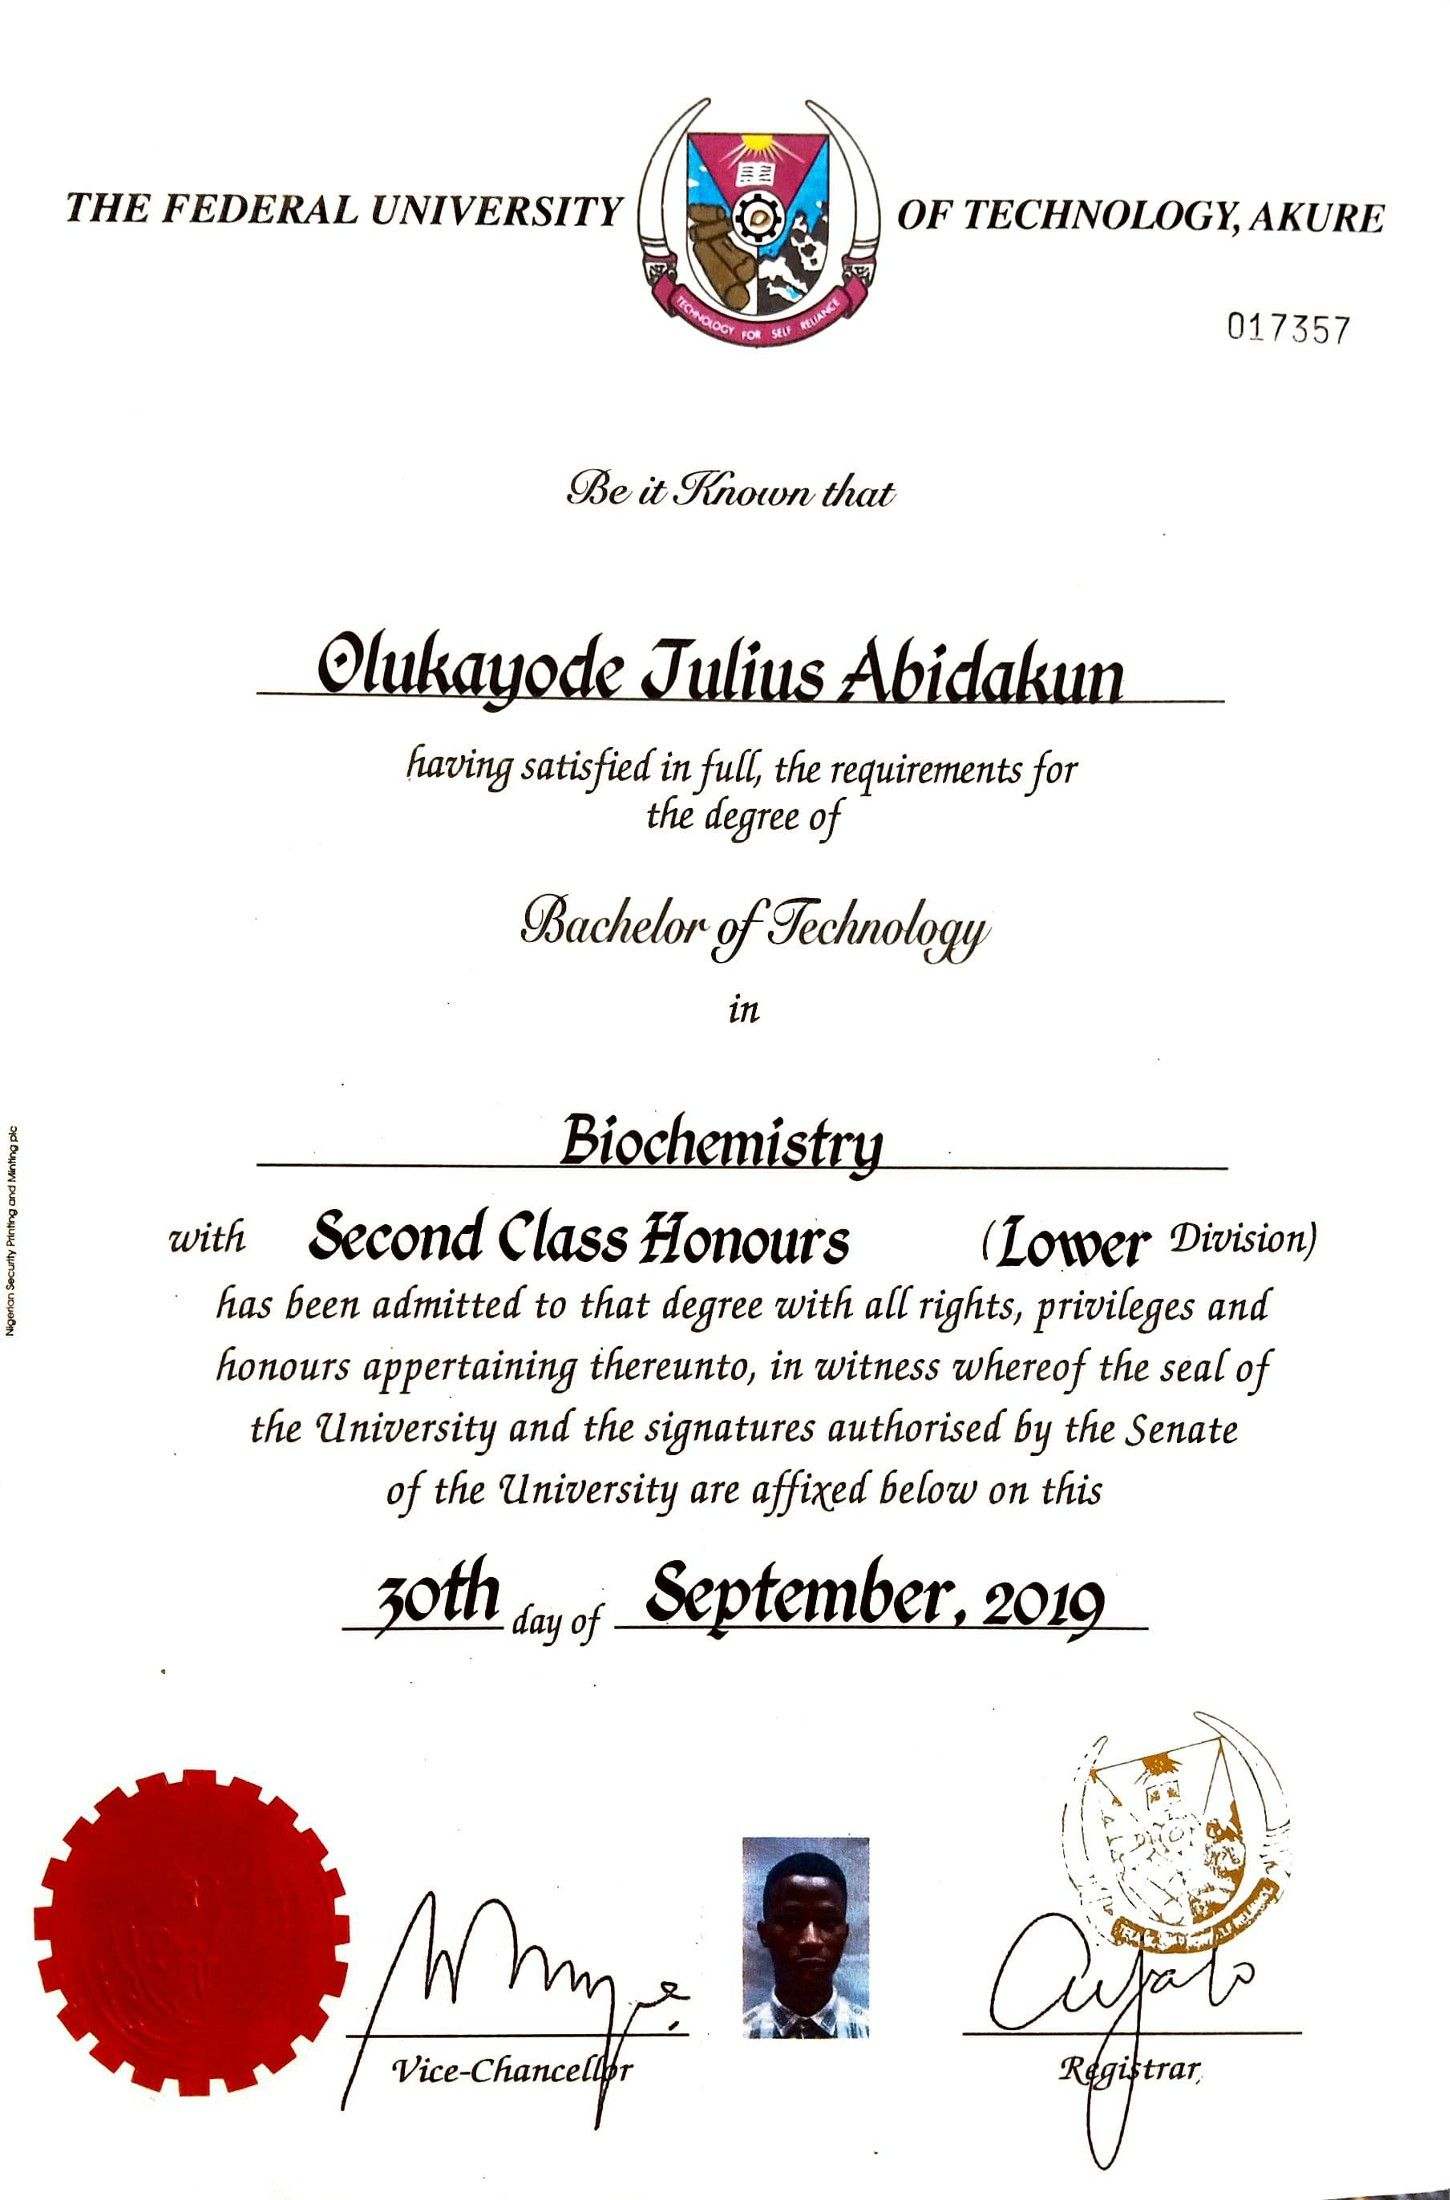 THE FEDERAL UNIVERSITY OF TECHNOLOGY, AKURE
TECHNOLOGY FOR SELF RELIANCE
017357
Be it Known that
Olukayode Julius Abidakun
having satisfied in full, the requirements for
the degree of
Bachelor of Technology
in
Biochemistry
with Second Class Honours (Lower Division)
has been admitted to that degree with all rights, privileges and
honours appertaining thereunto, in witness whereof the seal of
the University and the signatures authorised by the Senate
of the University are affixed below on this
30th day of September, 2019
Vice-Chancellor
Registrar
Nigerian Security Printing and Minting plc